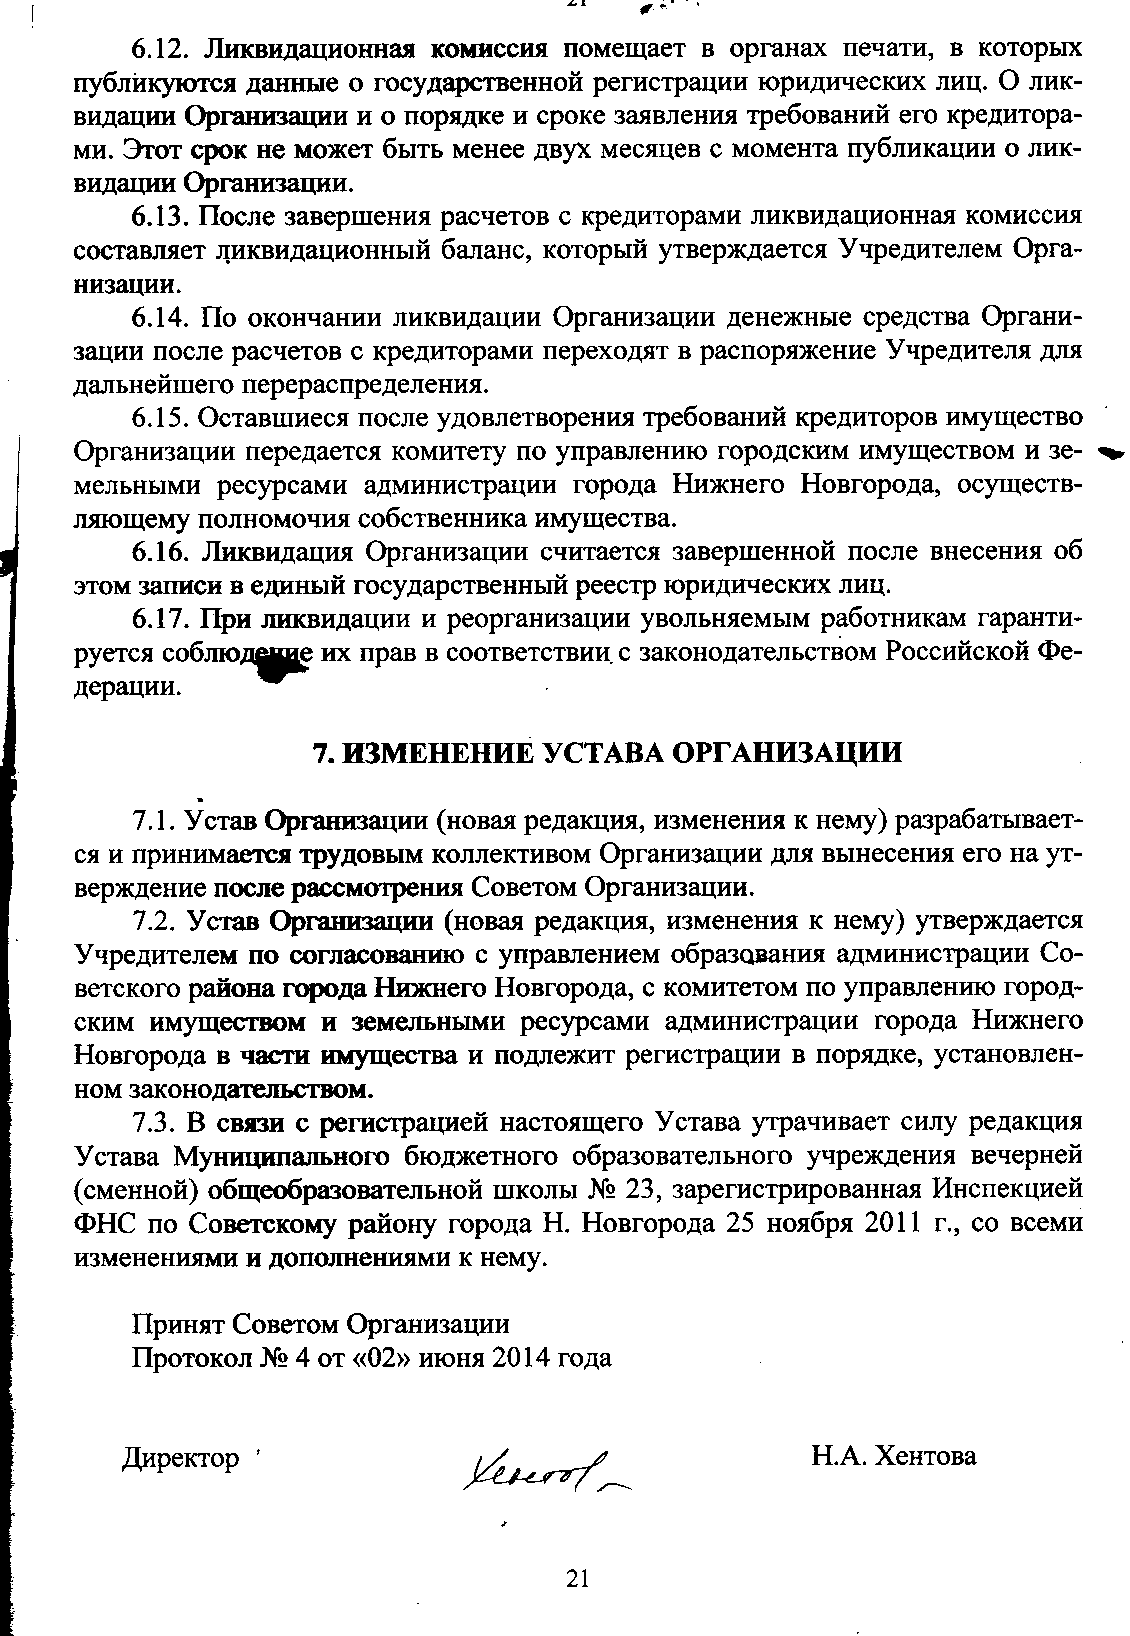 21
6.12. Ликвидационная комиссия помещает в органах печати, в которых
публикуются данные о государственной регистрации юридических лиц. О лик-
видации Организации и о порядке и сроке заявления требований его кредитора-
ми. Этот срок не может быть менее двух месяцев с момента публикации о лик-
видации Организации.
6.13. После завершения расчетов с кредиторами ликвидационная комиссия
составляет ликвидационный баланс, который утверждается Учредителем Орга-
низации.
6.14. По окончании ликвидации Организации денежные средства Органи-
зации после расчетов с кредиторами переходят в распоряжение Учредителя для
дальнейшего перераспределения.
6.15. Оставшиеся после удовлетворения требований кредиторов имущество
Организации передается комитету по управлению городским имуществом и зе-
мельными ресурсами администрации города Нижнего Новгорода, осуществ-
ляющему полномочия собственника имущества.
6.16. Ликвидация Организации считается завершенной после внесения об
этом записи в единый государственный реестр юридических лиц.
6.17. При ликвидации и реорганизации увольняемым работникам гаранти-
руется соблюдение их прав в соответствии с законодательством Российской Фе-
дерации.
7. ИЗМЕНЕНИЕ УСТАВА ОРГАНИЗАЦИИ
7.1. Устав Организации (новая редакция, изменения к нему) разрабатывает-
ся и принимается трудовым коллективом Организации для вынесения его на ут-
верждение после рассмотрения Советом Организации.
7.2. Устав Организации (новая редакция, изменения к нему) утверждается
Учредителем по согласованию с управлением образования администрации Со-
ветского района города Нижнего Новгорода, с комитетом по управлению город-
ским имуществом и земельными ресурсами администрации города Нижнего
Новгорода в части имущества и подлежит регистрации в порядке, установлен-
ном законодательством.
7.3. В связи с регистрацией настоящего Устава утрачивает силу редакция
Устава Муниципального бюджетного образовательного учреждения вечерней
(сменной) общеобразовательной школы № 23, зарегистрированная Инспекцией
ФНС по Советскому району города Н. Новгорода 25 ноября 2011 г., со всеми
изменениями и дополнениями к нему.
Принят Советом Организации
Протокол № 4 от «02» июня 2014 года
Директор Н.А. Хентова
21